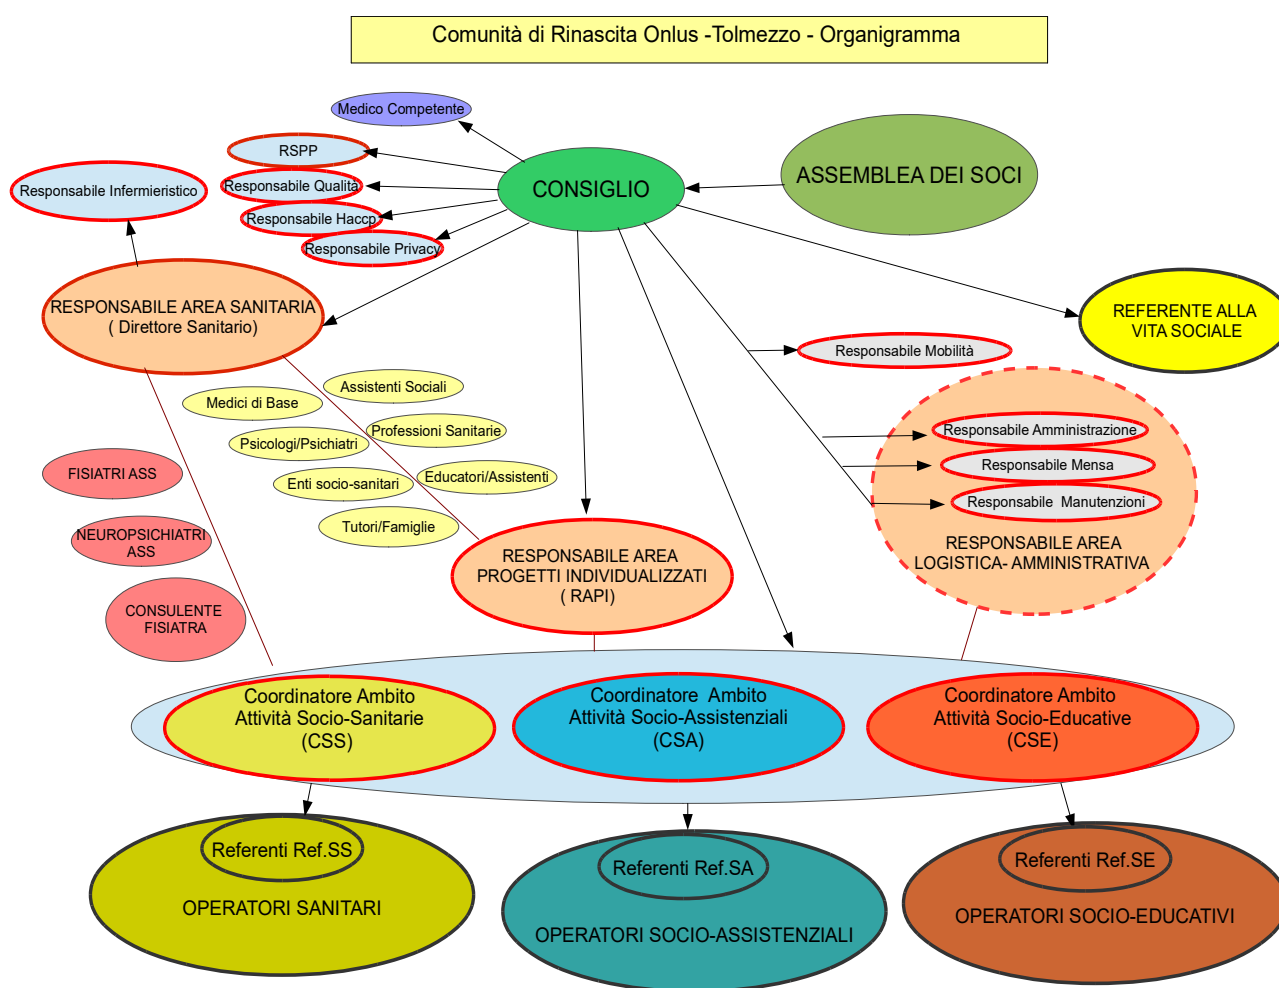 Comunità di Rinascita Onlus -Tolmezzo - Organigramma
Medico Competente
RSPP
Responsabile Qualità
Responsabile Haccp
Responsabile Privacy
Responsabile Infermieristico
CONSIGLIO
ASSEMBLEA DEI SOCI
RESPONSABILE AREA SANITARIA
( Direttore Sanitario)
REFERENTE ALLA
VITA SOCIALE
Responsabile Mobilità
Assistenti Sociali
Medici di Base
Professioni Sanitarie
Psicologi/Psichiatri
Educatori/Assistenti
Enti socio-sanitari
Tutori/Famiglie
FISIATRI ASS
NEUROPSICHIATRI
ASS
CONSULENTE
FISIATRA
Responsabile Amministrazione
Responsabile Mensa
Responsabile  Manutenzioni
RESPONSABILE AREA
LOGISTICA- AMMINISTRATIVA
RESPONSABILE AREA
PROGETTI INDIVIDUALIZZATI
( RAPI)
Coordinatore Ambito
Attività Socio-Sanitarie
(CSS)
Coordinatore  Ambito
Attività Socio-Assistenziali
(CSA)
Coordinatore Ambito
Attività Socio-Educative
(CSE)
Referenti Ref.SS
OPERATORI SANITARI
Referenti Ref.SA
OPERATORI SOCIO-ASSISTENZIALI
Referenti Ref.SE
OPERATORI SOCIO-EDUCATIVI